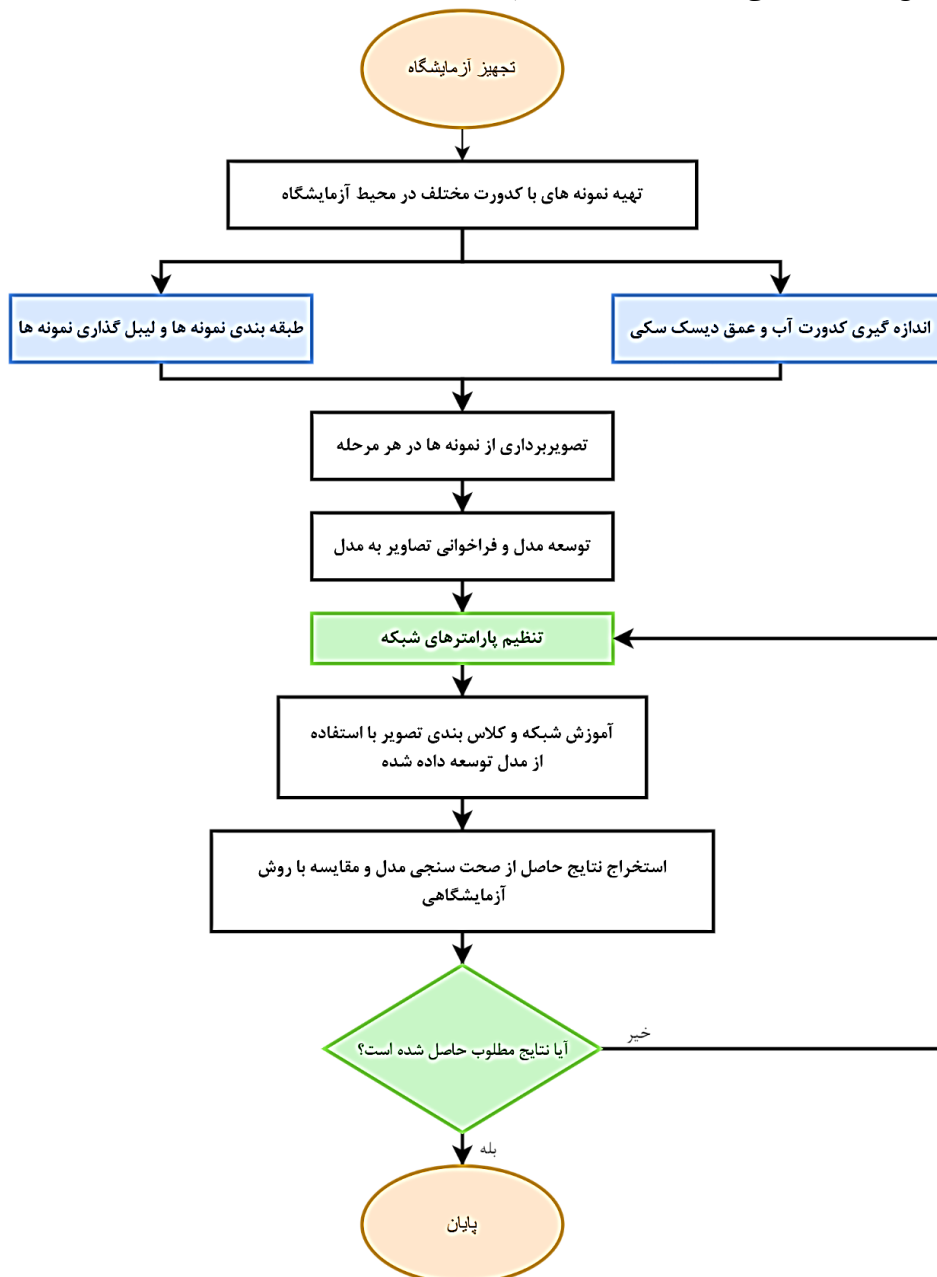 تجهیز آزمایشگاه
تهیه نمونه های با کدورت مختلف در محیط آزمایشگاه
اندازه گیری کدورت آب و عمق دیسک سکی
طبقه بندی نمونه ها و لیبل گذاری نمونه ها
تصویربرداری از نمونه ها در هر مرحله
توسعه مدل و فراخوانی تصاویر به مدل
تنظیم پارامترهای شبکه
آموزش شبکه و کلاس بندی تصویر با استفاده
از مدل توسعه داده شده
استخراج نتایج حاصل از صحت سنجی مدل و مقایسه با روش
آزمایشگاهی
آیا نتایج مطلوب حاصل شده است؟
خیر
بله
پایان